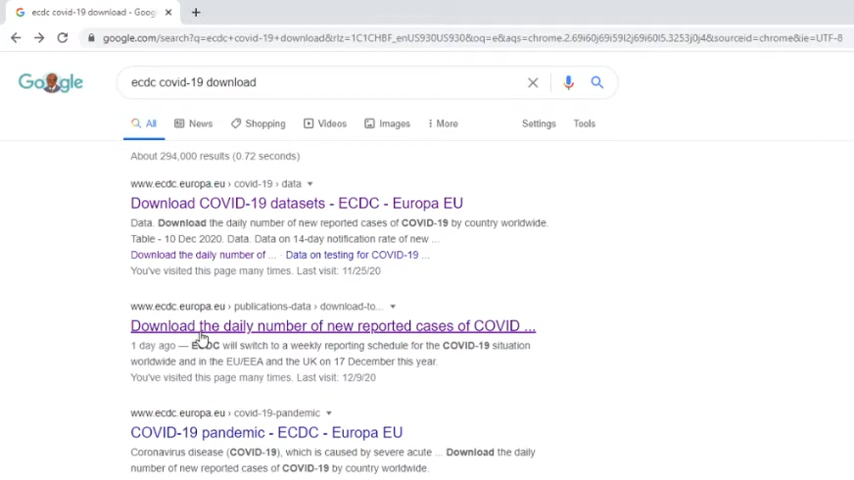 ecdc covid-19 download - Goog
google.com/search?q=ecdc+covid-19+download&rlz=1C1CHBF_enUS930US930&oq=e&aqs=chrome.2.69i60j69i59l2j69i60l5.3253j0j4&sourceid=chrome&ie=UTF-8
Google
ecdc covid-19 download
All News Shopping Videos Images More Settings Tools
About 294,000 results (0.72 seconds)
www.ecdc.europa.eu › covid-19 › data
Download COVID-19 datasets - ECDC - Europa EU
Data. Download the daily number of new reported cases of COVID-19 by country worldwide.
Table - 10 Dec 2020. Data. Data on 14-day notification rate of new ...
Download the daily number of ... · Data on testing for COVID-19 ...
You've visited this page many times. Last visit: 11/25/20
www.ecdc.europa.eu › publications-data › download-to...
Download the daily number of new reported cases of COVID ...
1 day ago — ECDC will switch to a weekly reporting schedule for the COVID-19 situation
worldwide and in the EU/EEA and the UK on 17 December this year.
You've visited this page many times. Last visit: 12/9/20
www.ecdc.europa.eu › covid-19-pandemic
COVID-19 pandemic - ECDC - Europa EU
Coronavirus disease (COVID-19), which is caused by severe acute ... Download the daily
number of new reported cases of COVID-19 by country worldwide.